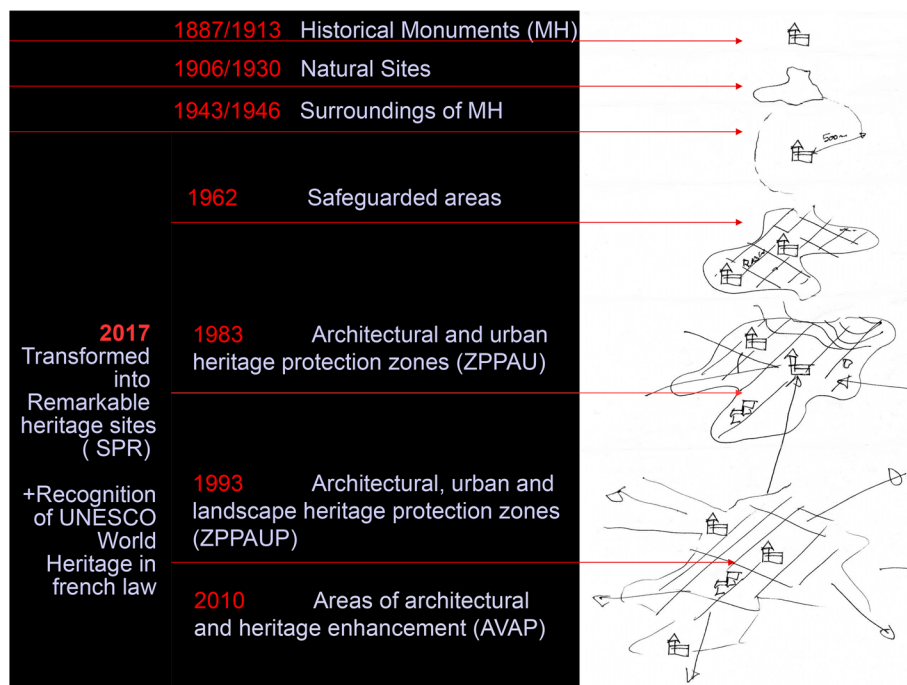 1887/1913 Historical Monuments (MH)
1906/1930 Natural Sites
1943/1946 Surroundings of MH
500m
1962 Safeguarded areas
2017
Transformed
into
Remarkable
heritage sites
( SPR)
+Recognition
of UNESCO
World
Heritage in
french law
1983 Architectural and urban
heritage protection zones (ZPPAU)
1993 Architectural, urban and
landscape heritage protection zones
(ZPPAUP)
2010 Areas of architectural
and heritage enhancement (AVAP)